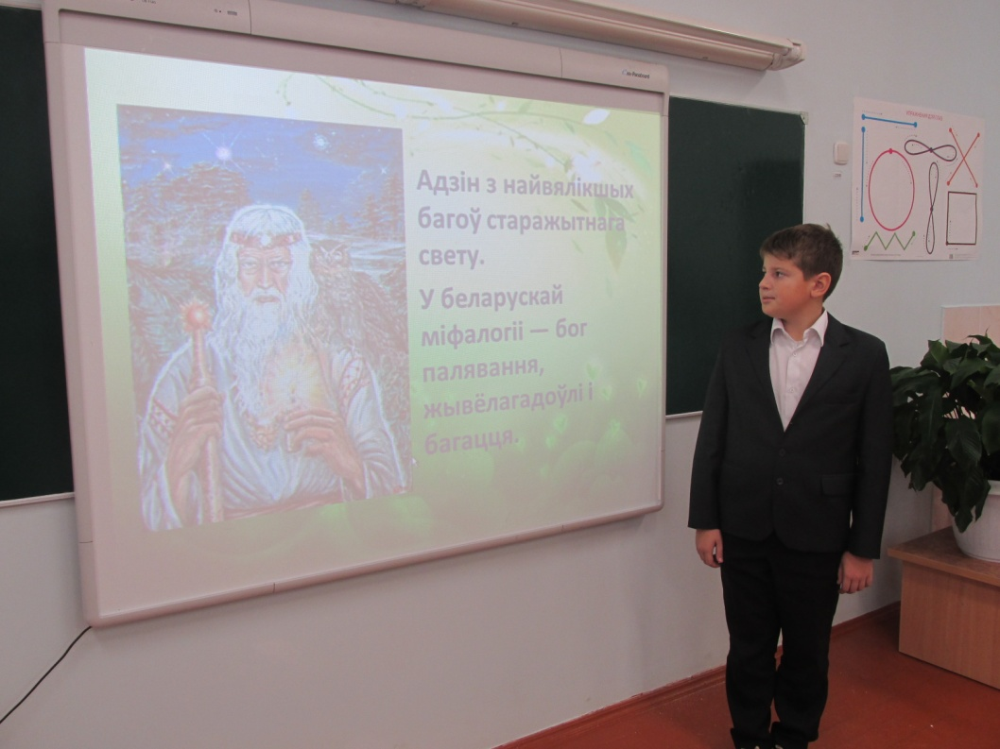 Адзін з найвялікшых
багоў старажытнага
свету.
У беларускай
міфалогіі — бог
палявання,
жывёлагадоўлі і
багацця.